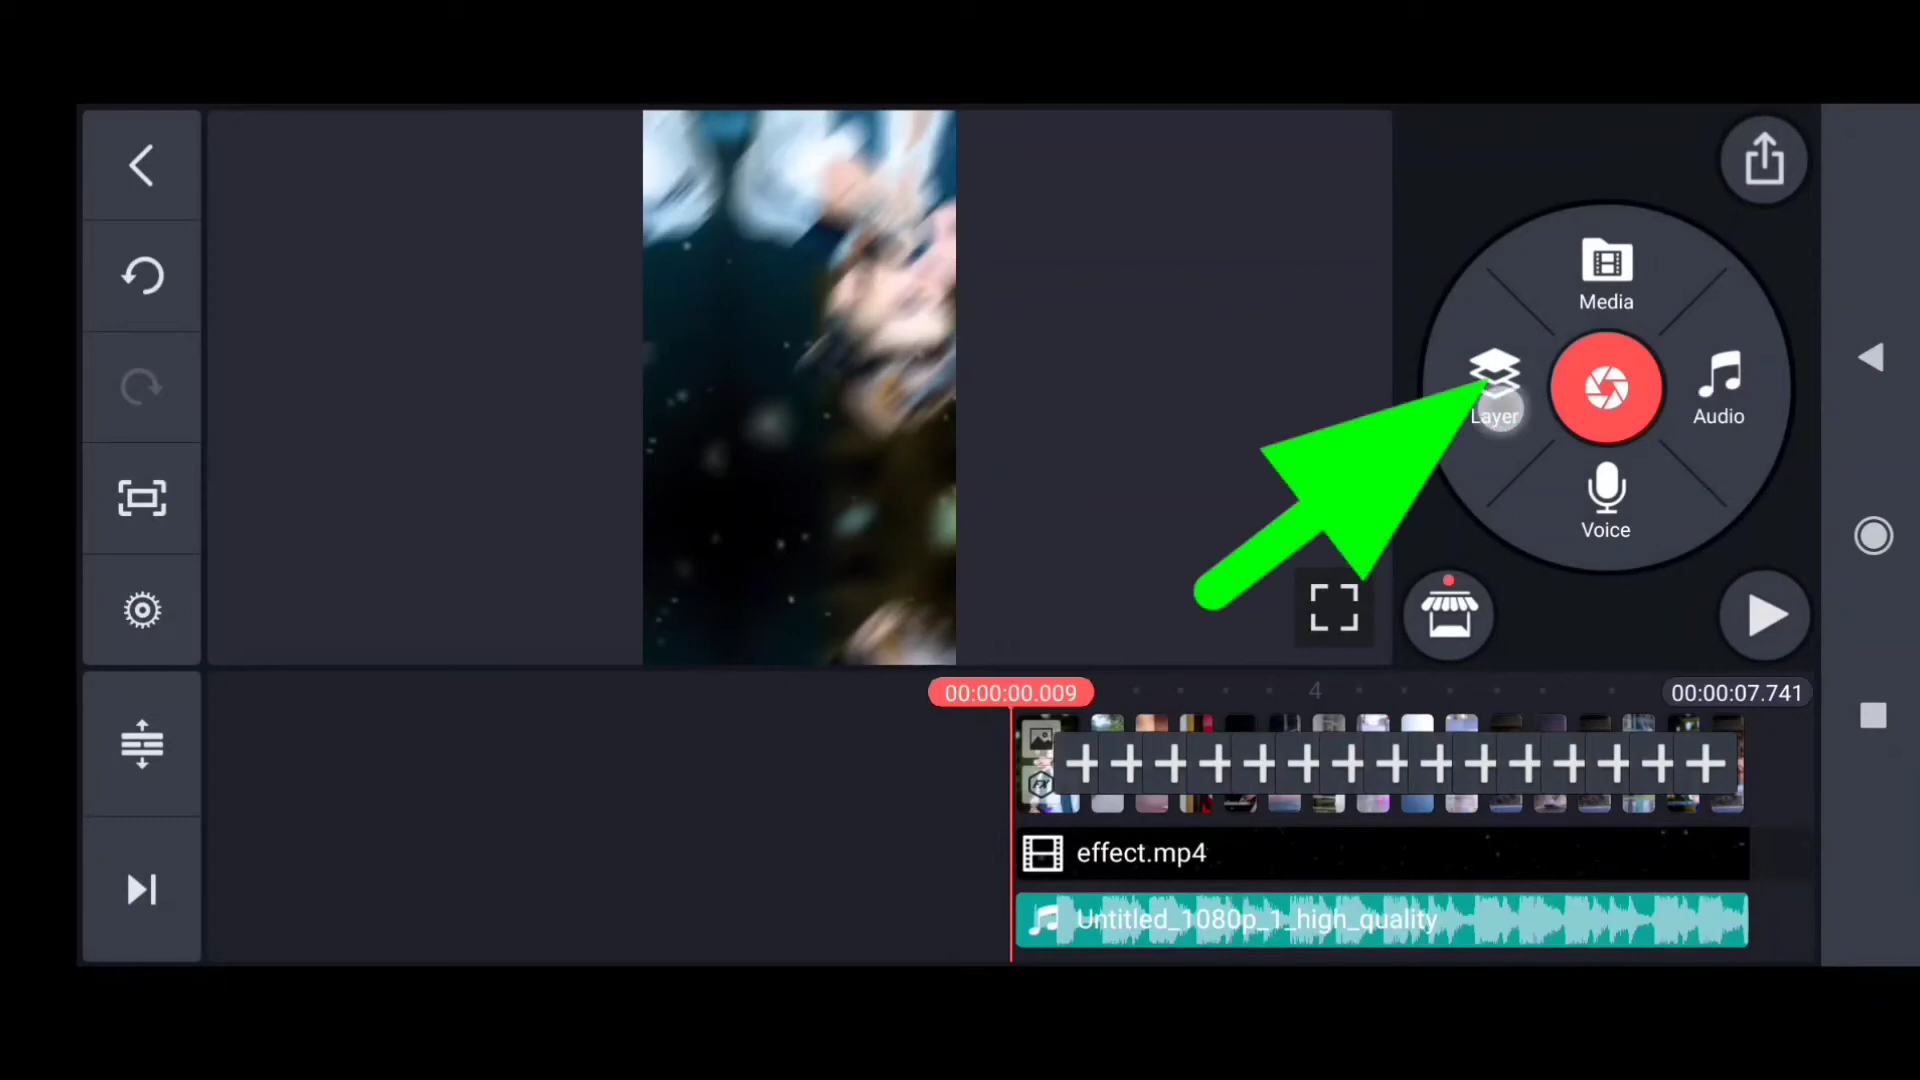 Media
Layer
Audio
Voice
00:00:00.009
4
00:00:07.741
effect.mp4
Untitled_1080p_1_high_quality